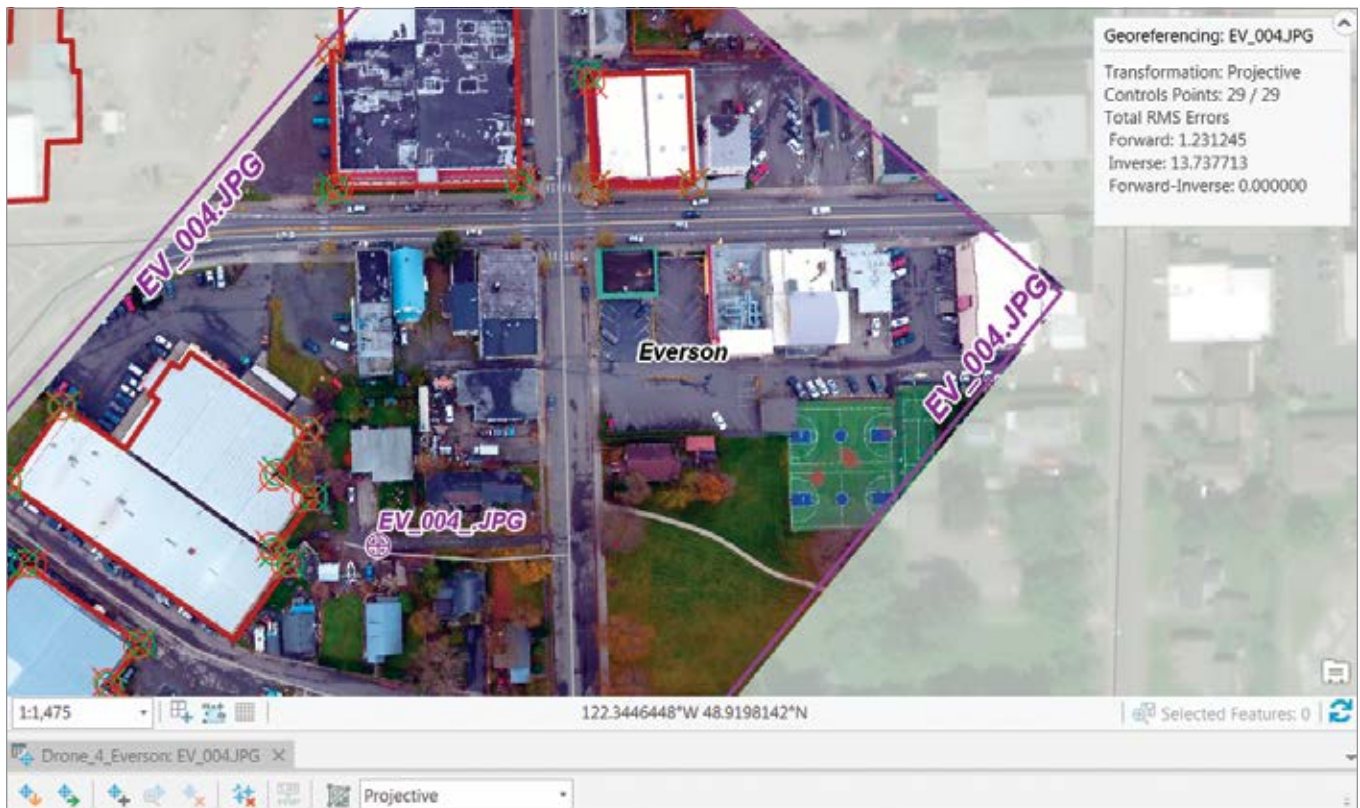 Georeferencing: EV_004.JPG
Transformation: Projective
Controls Points: 29 / 29
Total RMS Errors
Forward: 1.231245
Inverse: 13.737713
Forward-Inverse: 0.000000
EV_004.JPG
EV_004.JPG
Everson
EV_004_.JPG
1:1,475
122.3446448°W 48.9198142°N
Selected Features: 0
Drone_4_Everson: EV_004.JPG
Projective